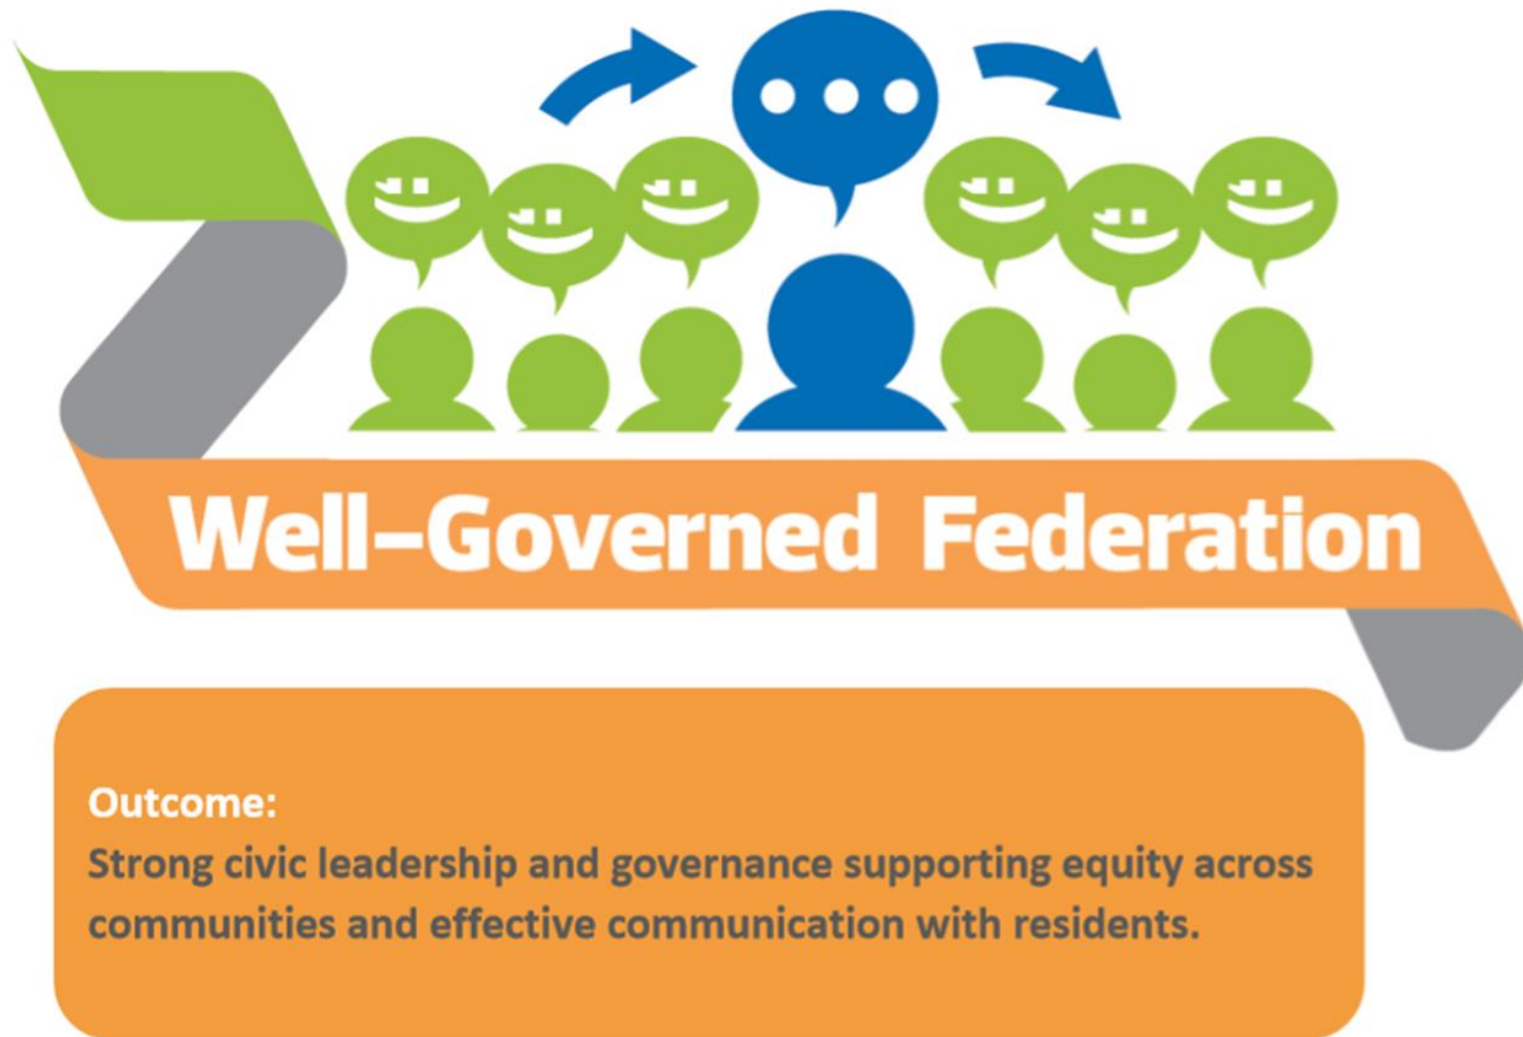 Well-Governed Federation
Outcome:
Strong civic leadership and governance supporting equity across
communities and effective communication with residents.